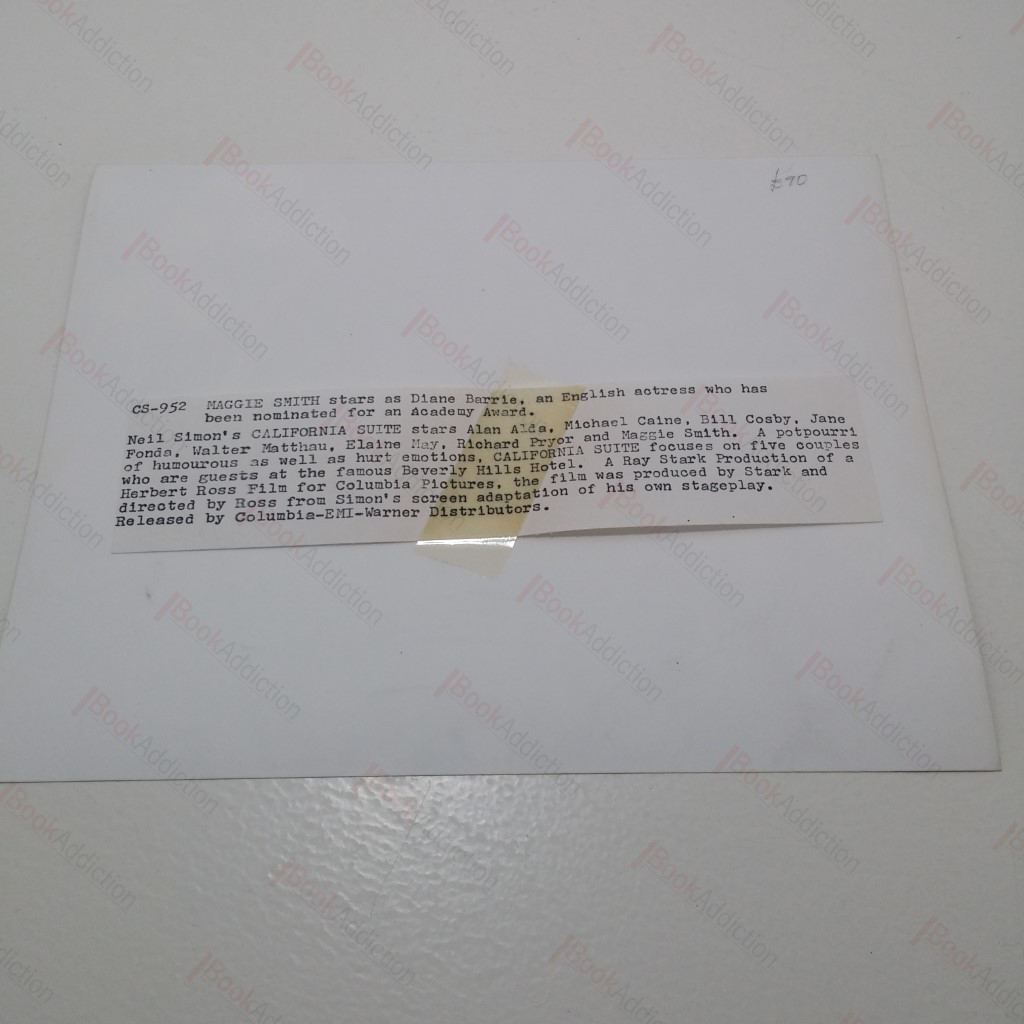 £90
CS-952 MAGGIE SMITH stars as Diane Barrie, an English actress who has
been nominated for an Academy Award.
Neil Simon's CALIFORNIA SUITE stars Alan Alda, Michael Caine, Bill Cosby, Jane
Fonda, Walter Matthau, Elaine May, Richard Pryor and Maggie Smith. A potpourri
of humourous as well as hurt emotions, CALIFORNIA SUITE focuses on five couples
who are guests at the famous Beverly Hills Hotel. A Ray Stark Production of a
Herbert Ross Film for Columbia Pictures, the film was produced by Stark and
directed by Ross from Simon's screen adaptation of his own stageplay.
Released by Columbia-EMI-Warner Distributors.
BookAddiction